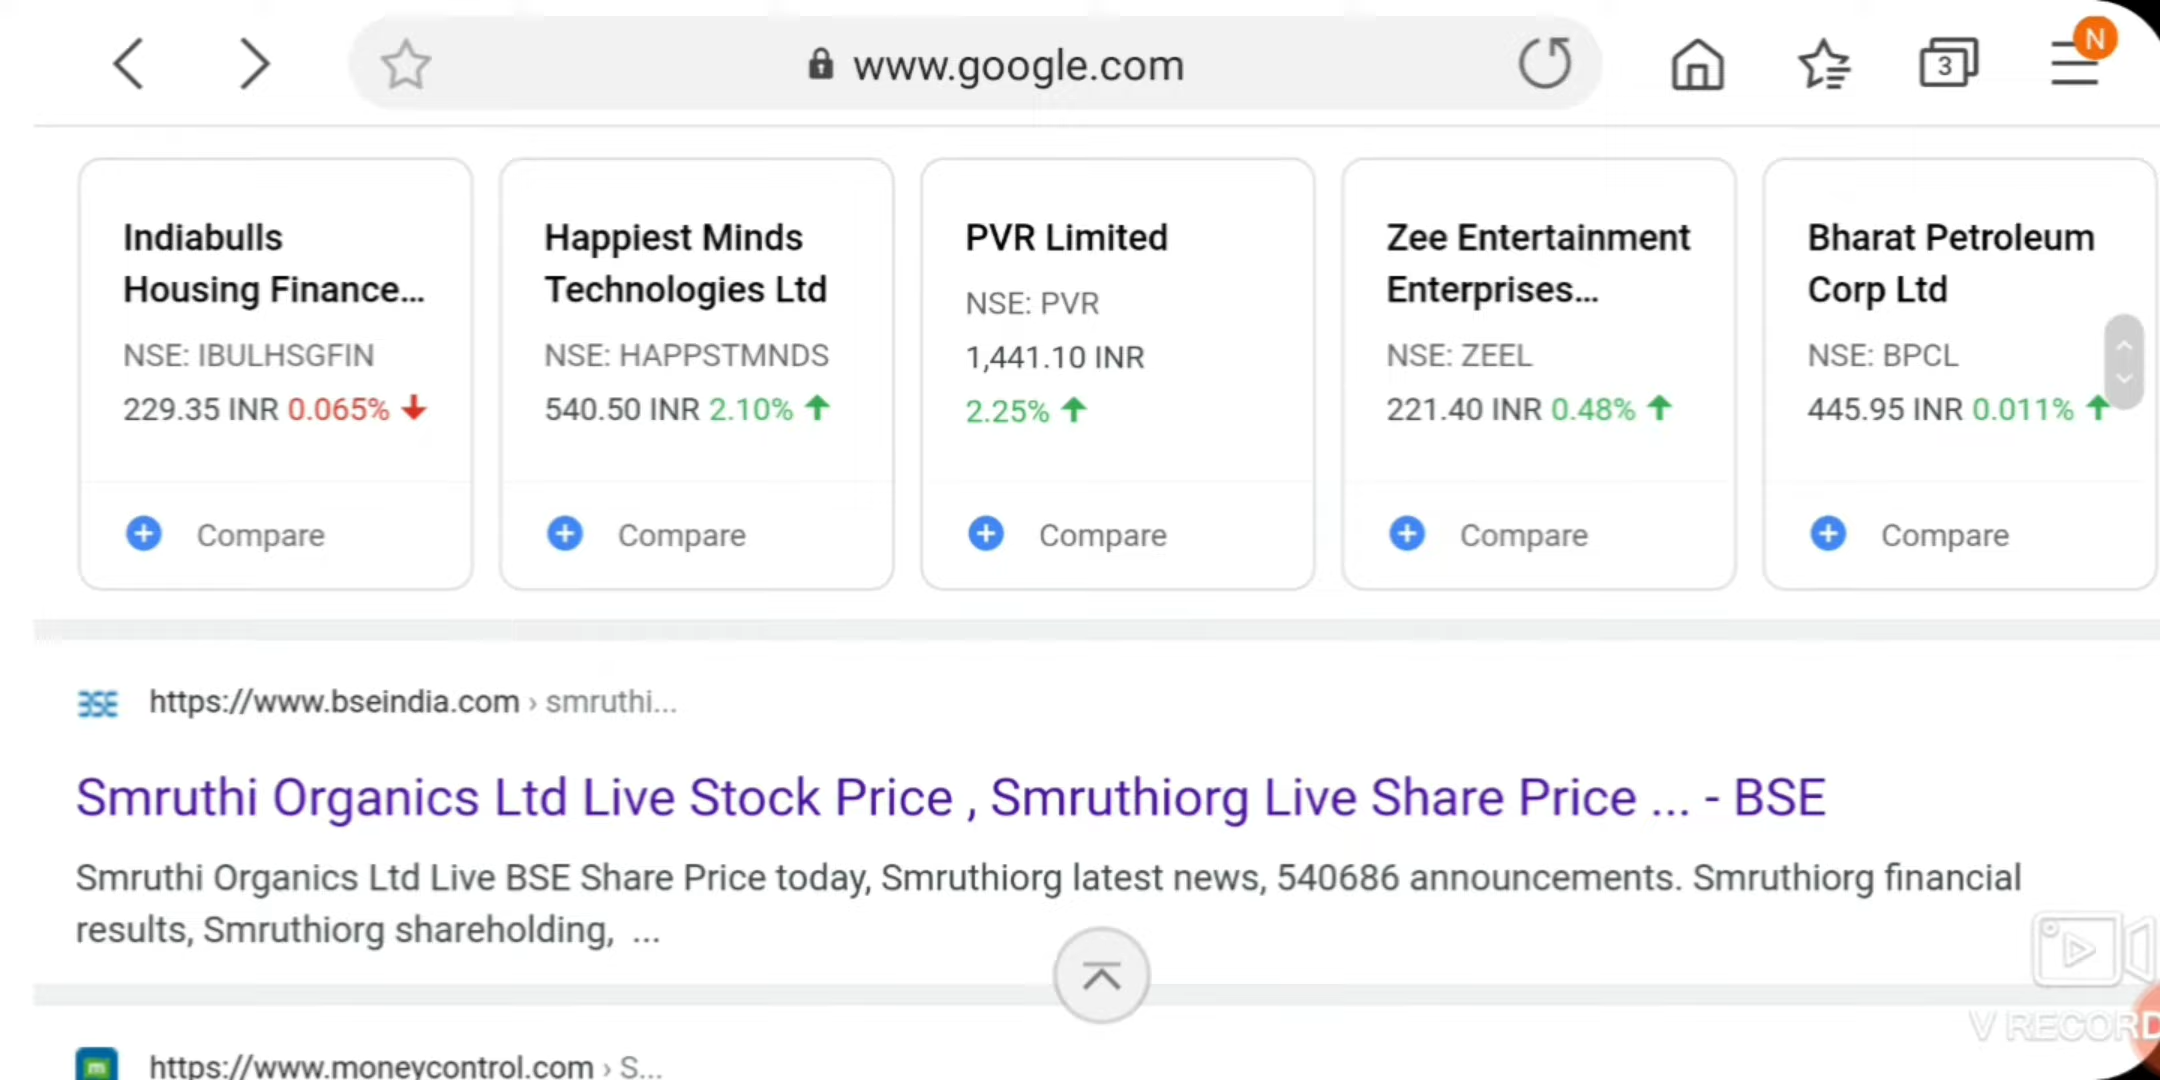 www.google.com
3
N
Indiabulls
Housing Finance...
NSE: IBULHSGFIN
229.35 INR 0.065%
Compare
Happiest Minds
Technologies Ltd
NSE: HAPPSTMNDS
540.50 INR 2.10%
Compare
PVR Limited
NSE: PVR
1,441.10 INR
2.25%
Compare
Zee Entertainment
Enterprises...
NSE: ZEEL
221.40 INR 0.48%
Compare
Bharat Petroleum
Corp Ltd
NSE: BPCL
445.95 INR 0.011%
Compare
BSE
https://www.bseindia.com › smruthi...
Smruthi Organics Ltd Live Stock Price , Smruthiorg Live Share Price ... - BSE
Smruthi Organics Ltd Live BSE Share Price today, Smruthiorg latest news, 540686 announcements. Smruthiorg financial
results, Smruthiorg shareholding, ...
V RECORD
m
https://www.moneycontrol.com › S...